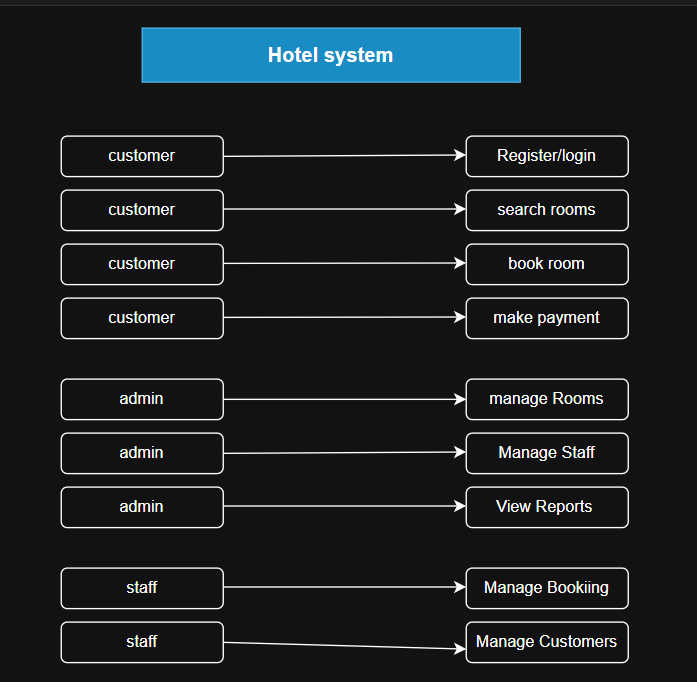 Hotel system
customer
Register/login
customer
search rooms
customer
book room
customer
make payment
admin
manage Rooms
admin
Manage Staff
admin
View Reports
staff
Manage Bookiing
staff
Manage Customers